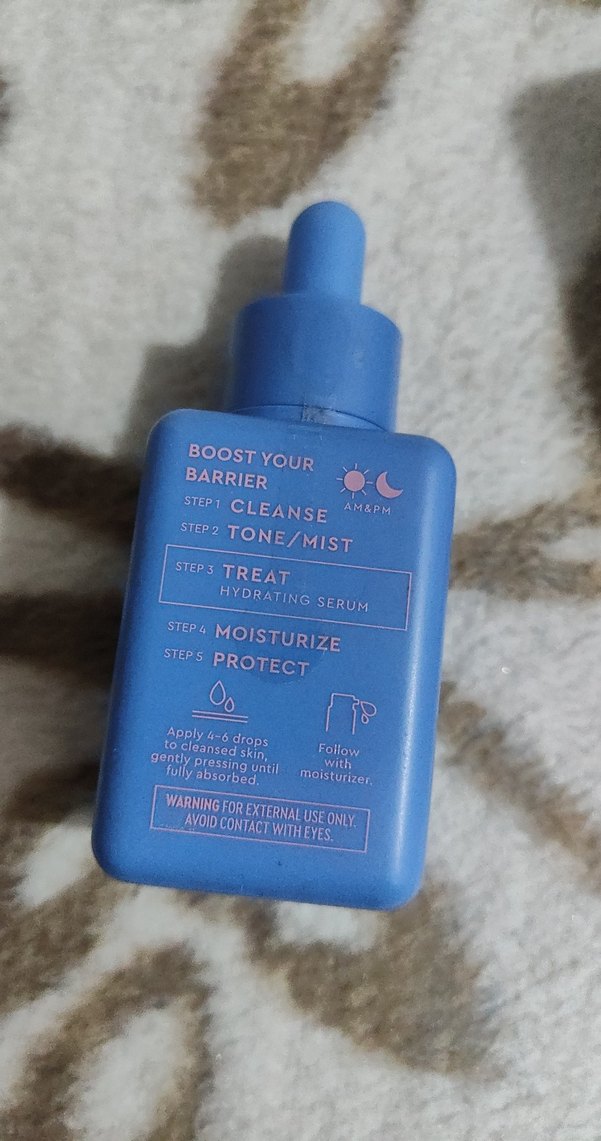 BOOST YOUR
BARRIER
AM&PM
STEP 1 CLEANSE
STEP 2 TONE/MIST
STEP 3 TREAT
HYDRATING SERUM
STEP 4 MOISTURIZE
STEP 5 PROTECT
Apply 4-6 drops
to cleansed skin,
gently pressing until
fully absorbed.
Follow
with
moisturizer.
WARNING FOR EXTERNAL USE ONLY.
AVOID CONTACT WITH EYES.